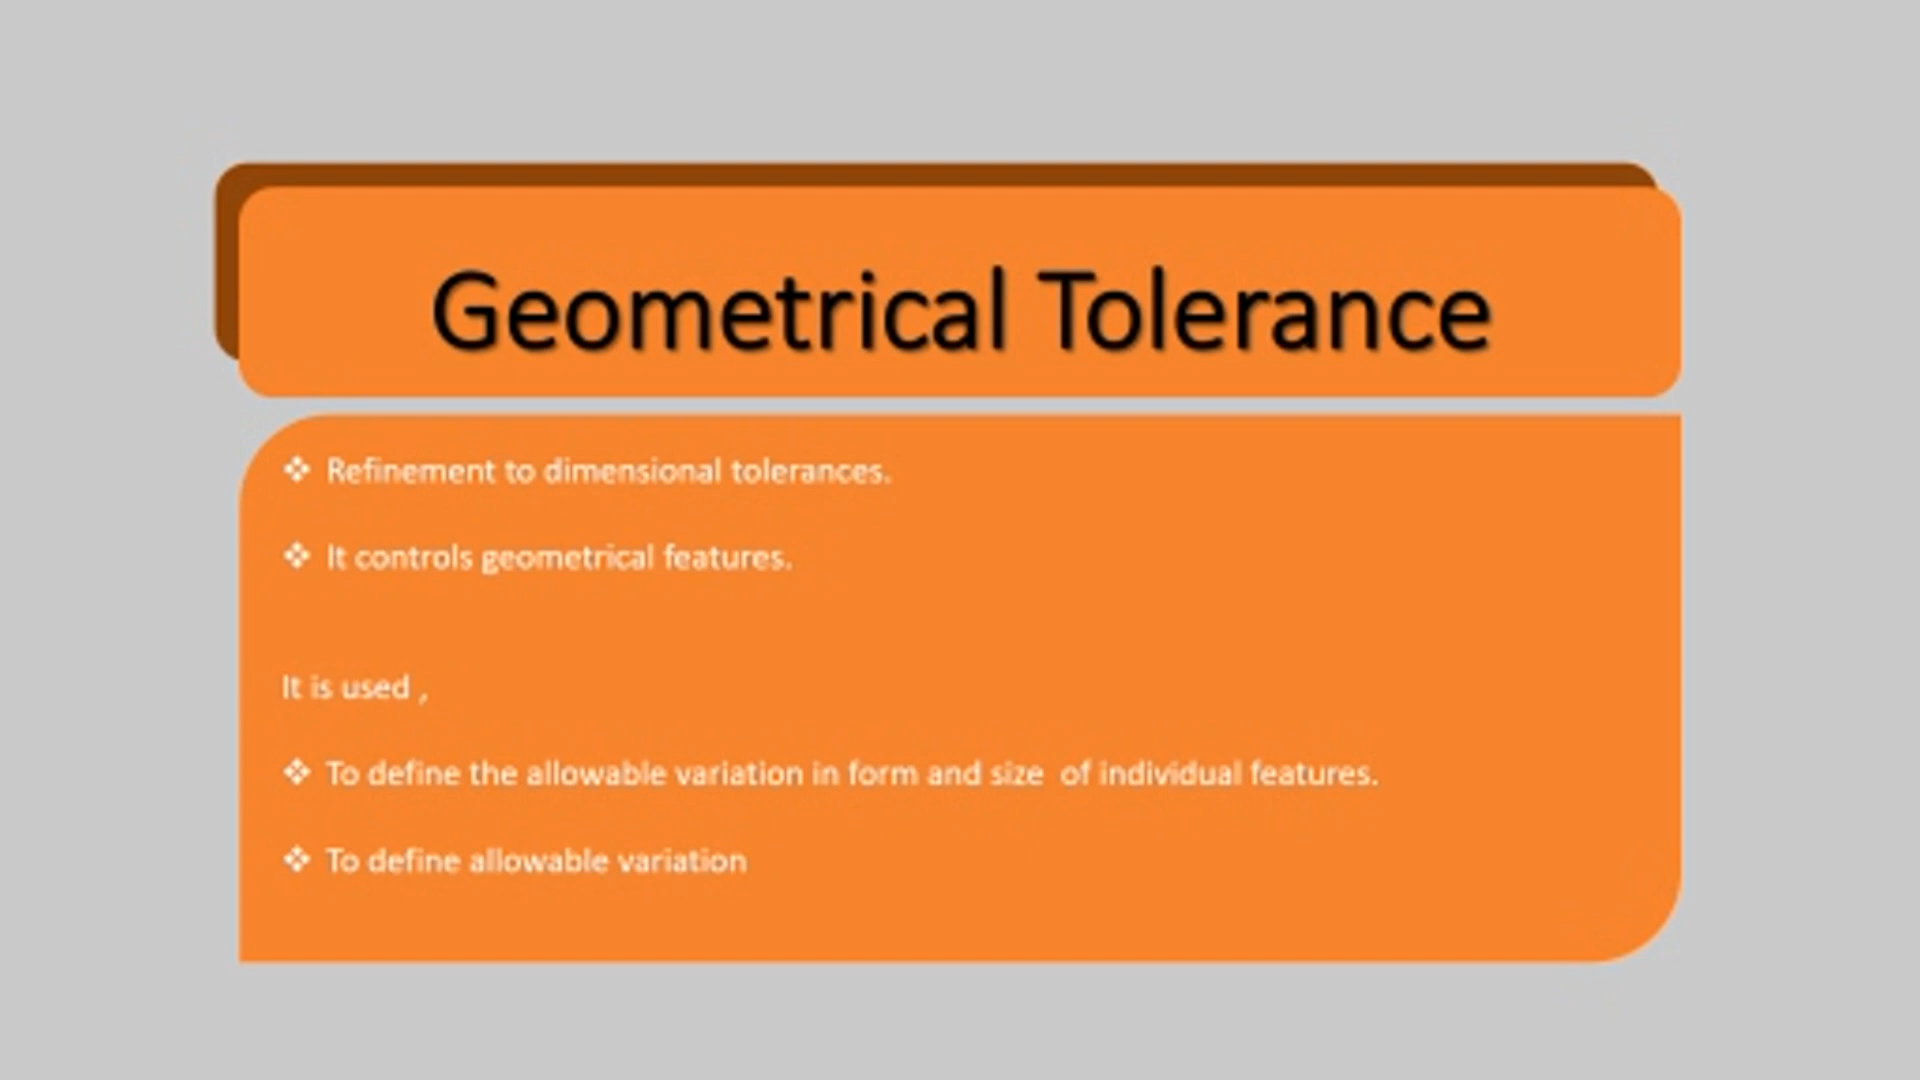 Geometrical Tolerance
❖ Refinement to dimensional tolerances.
❖ It controls geometrical features.
It is used ,
❖ To define the allowable variation in form and size  of individual features.
❖ To define allowable variation